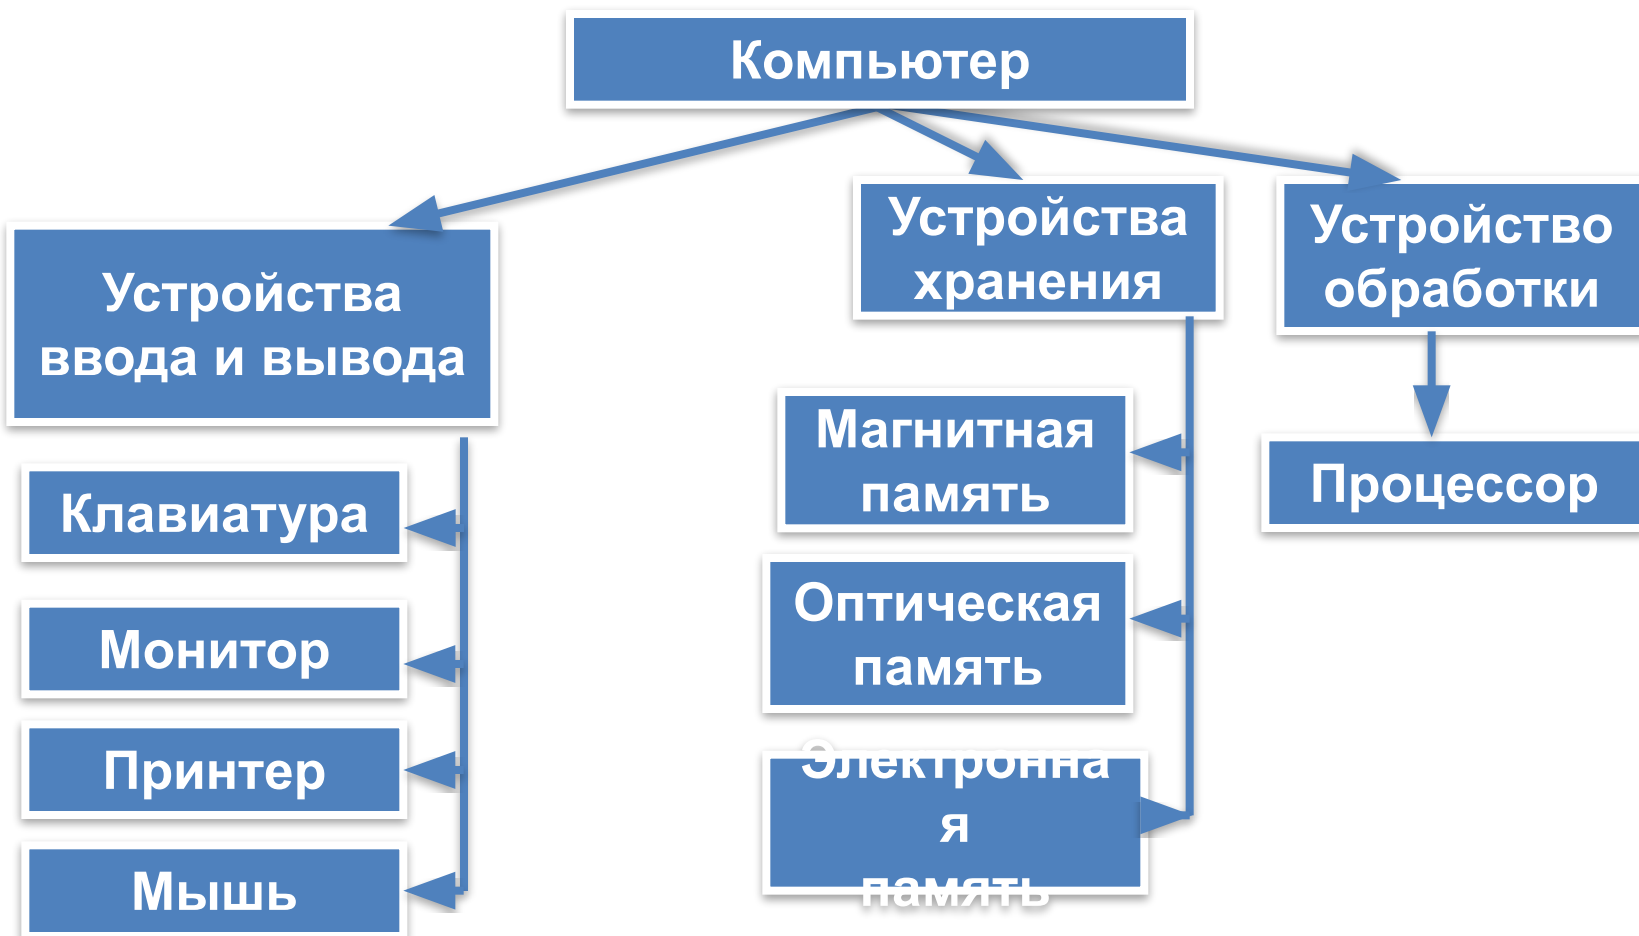 Компьютер
Устройства
ввода и вывода
Клавиатура
Монитор
Принтер
Мышь
Устройства
хранения
Магнитная
память
Оптическая
память
Электронна
я
память
Устройство
обработки
Процессор